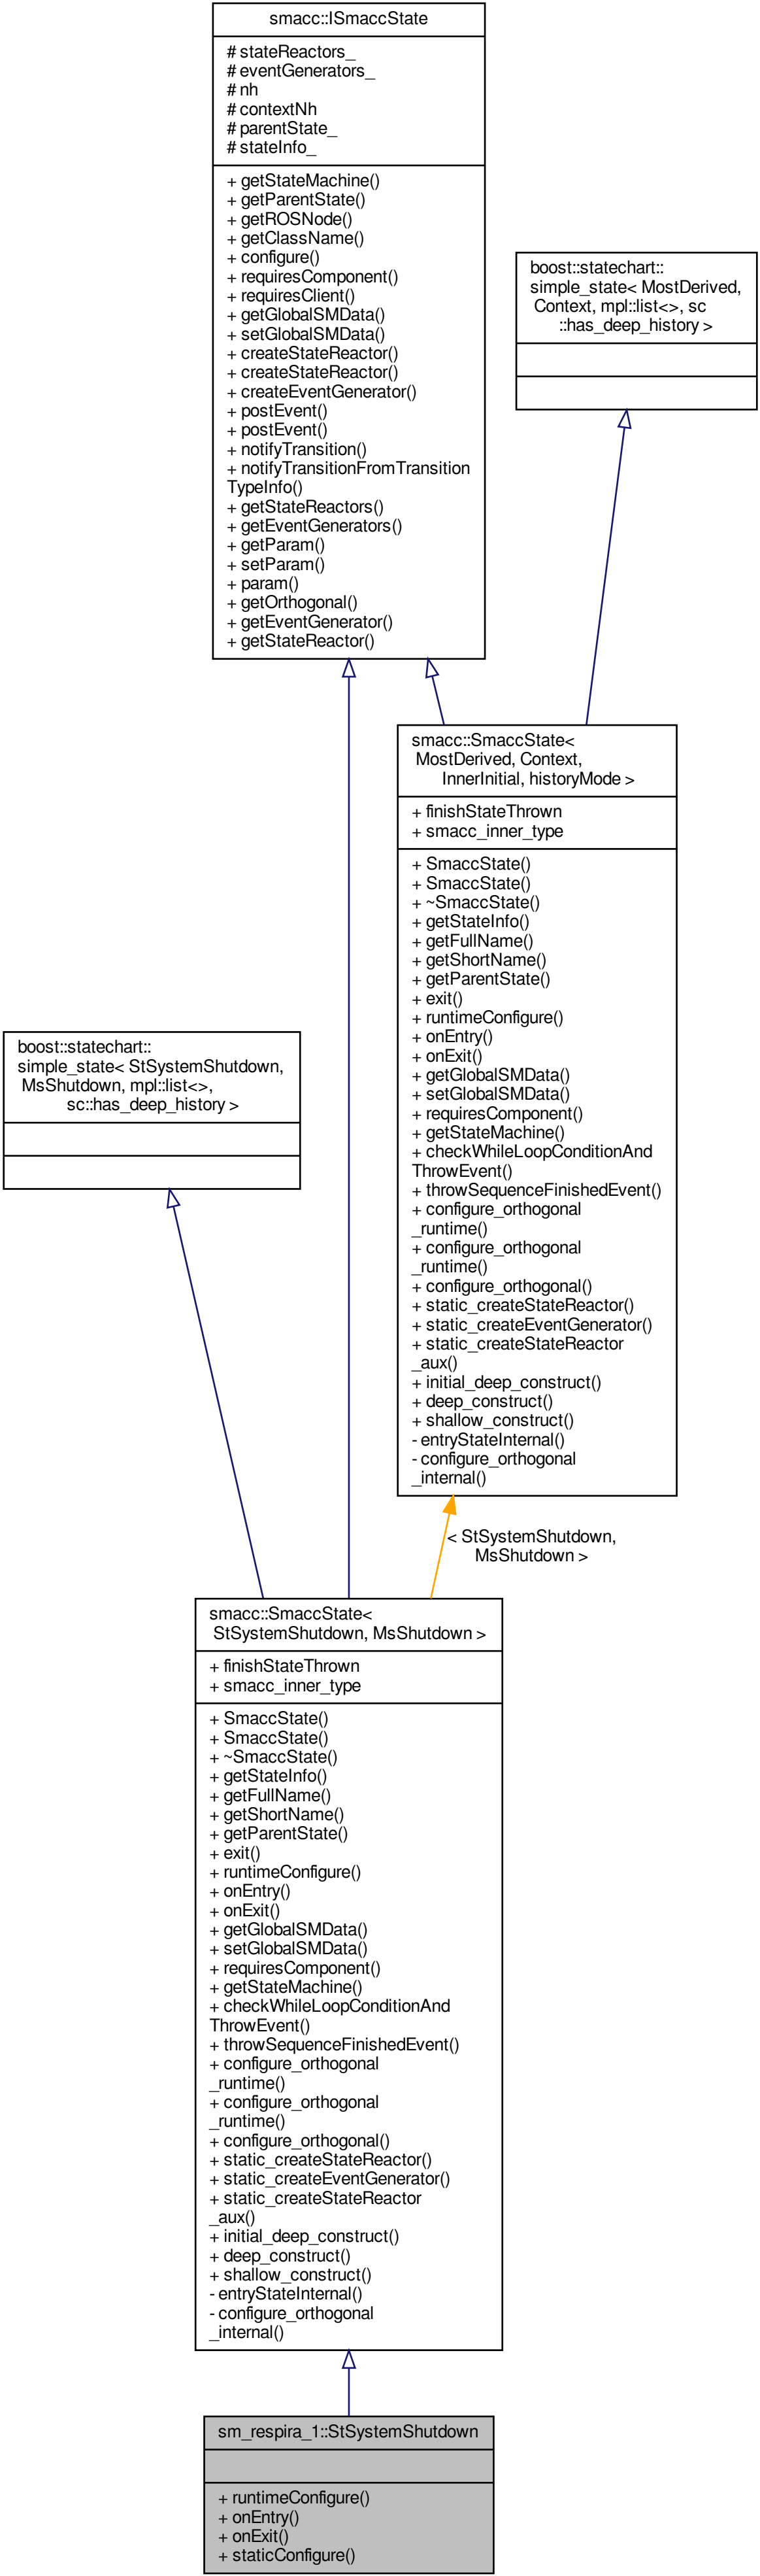 smacc::ISmaccState
# stateReactors_
# eventGenerators_
# nh
# contextNh
# parentState_
# stateInfo_
+ getStateMachine()
+ getParentState()
+ getROSNode()
+ getClassName()
+ configure()
+ requiresComponent()
+ requiresClient()
+ getGlobalSMData()
+ setGlobalSMData()
+ createStateReactor()
+ createStateReactor()
+ createEventGenerator()
+ postEvent()
+ postEvent()
+ notifyTransition()
+ notifyTransitionFromTransition
TypeInfo()
+ getStateReactors()
+ getEventGenerators()
+ getParam()
+ setParam()
+ param()
+ getOrthogonal()
+ getEventGenerator()
+ getStateReactor()
boost::statechart::
simple_state< MostDerived,
Context, mpl::list<>, sc
::has_deep_history >
smacc::SmaccState<
MostDerived, Context,
InnerInitial, historyMode >
+ finishStateThrown
+ smacc_inner_type
+ SmaccState()
+ SmaccState()
+ ~SmaccState()
+ getStateInfo()
+ getFullName()
+ getShortName()
+ getParentState()
+ exit()
+ runtimeConfigure()
+ onEntry()
+ onExit()
+ getGlobalSMData()
+ setGlobalSMData()
+ requiresComponent()
+ getStateMachine()
+ checkWhileLoopConditionAnd
ThrowEvent()
+ throwSequenceFinishedEvent()
+ configure_orthogonal
_runtime()
+ configure_orthogonal
_runtime()
+ configure_orthogonal()
+ static_createStateReactor()
+ static_createEventGenerator()
+ static_createStateReactor
_aux()
+ initial_deep_construct()
+ deep_construct()
+ shallow_construct()
- entryStateInternal()
- configure_orthogonal
_internal()
boost::statechart::
simple_state< StSystemShutdown,
MsShutdown, mpl::list<>,
sc::has_deep_history >
< StSystemShutdown,
MsShutdown >
smacc::SmaccState<
StSystemShutdown, MsShutdown >
+ finishStateThrown
+ smacc_inner_type
+ SmaccState()
+ SmaccState()
+ ~SmaccState()
+ getStateInfo()
+ getFullName()
+ getShortName()
+ getParentState()
+ exit()
+ runtimeConfigure()
+ onEntry()
+ onExit()
+ getGlobalSMData()
+ setGlobalSMData()
+ requiresComponent()
+ getStateMachine()
+ checkWhileLoopConditionAnd
ThrowEvent()
+ throwSequenceFinishedEvent()
+ configure_orthogonal
_runtime()
+ configure_orthogonal
_runtime()
+ configure_orthogonal()
+ static_createStateReactor()
+ static_createEventGenerator()
+ static_createStateReactor
_aux()
+ initial_deep_construct()
+ deep_construct()
+ shallow_construct()
- entryStateInternal()
- configure_orthogonal
_internal()
sm_respira_1::StSystemShutdown
+ runtimeConfigure()
+ onEntry()
+ onExit()
+ staticConfigure()